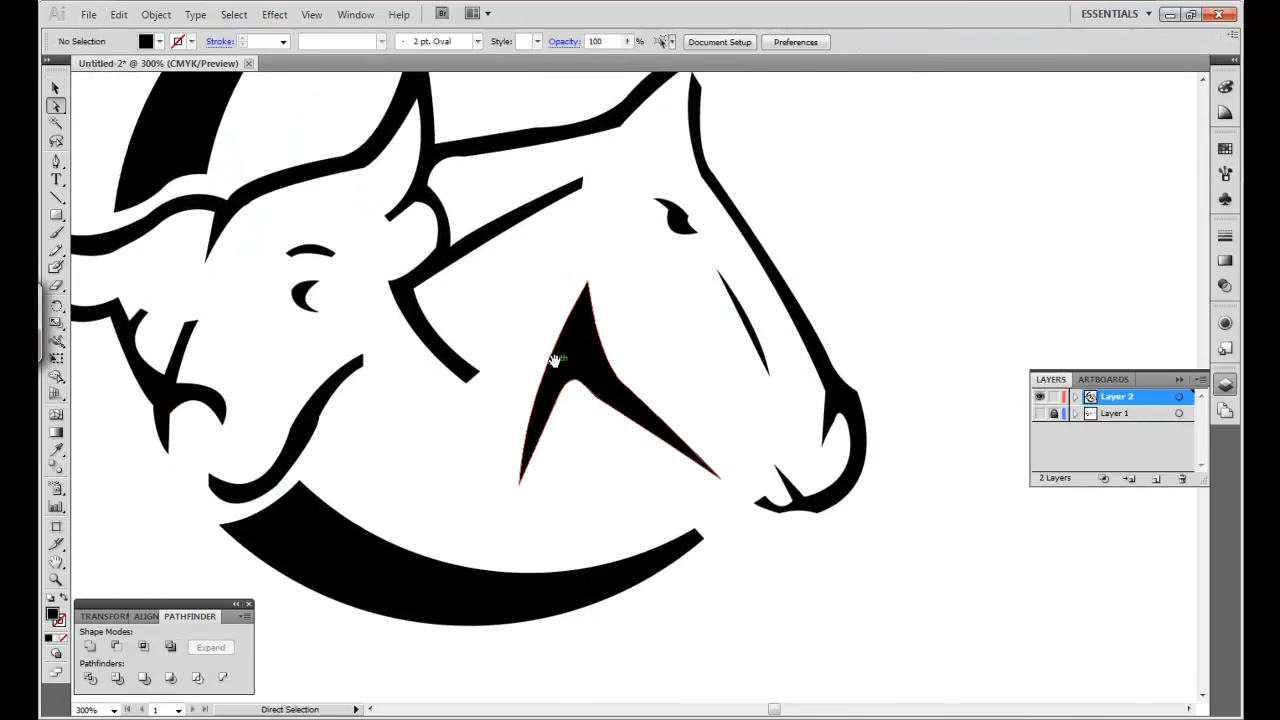 Ai File Edit Object Type Select Effect View Window Help Br ESSENTIALS
No Selection Stroke: 2 pt. Oval Style: Opacity: 100 % Document Setup Preferences
Untitled-2* @ 300% (CMYK/Preview)
LAYERS ARTBOARDS
Layer 2
Layer 1
2 Layers
TRANSFORM ALIGN PATHFINDER
Shape Modes:
Expand
Pathfinders:
300% 1 Direct Selection